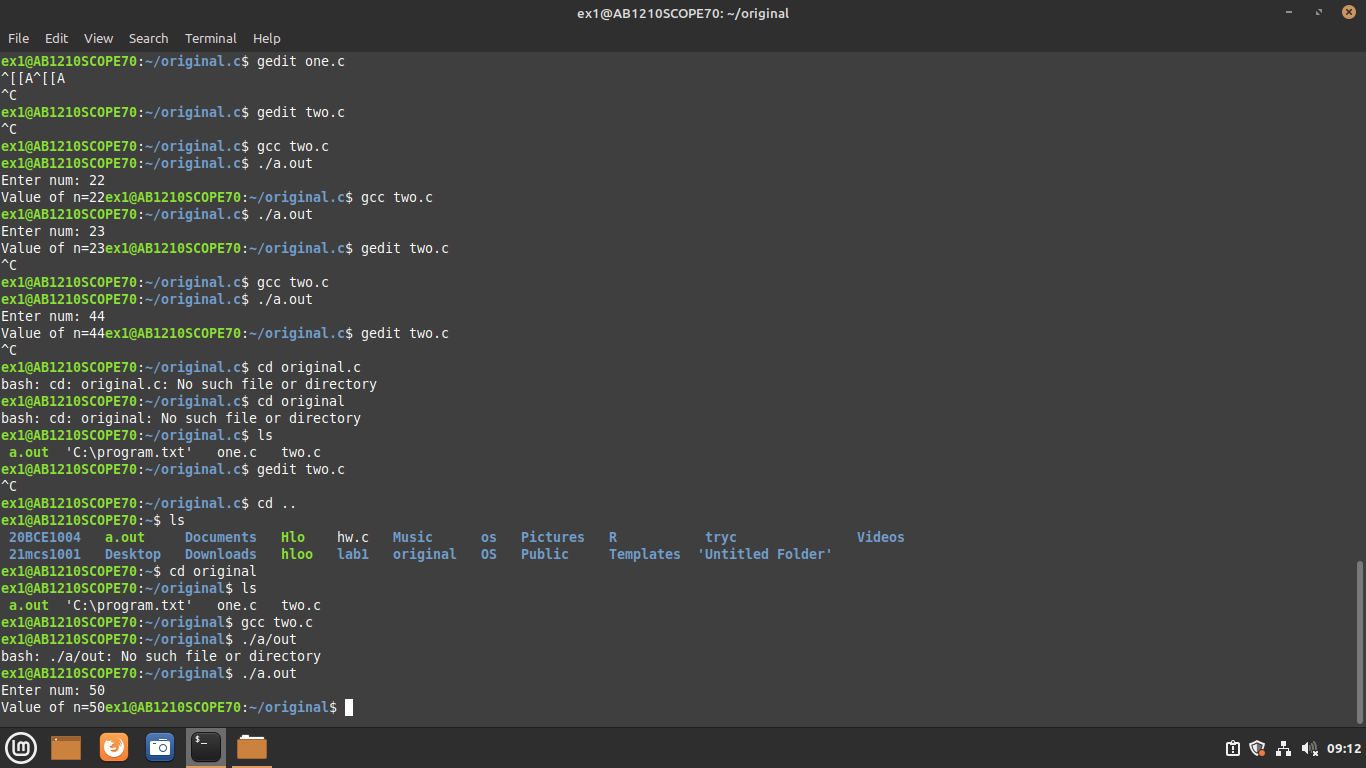 ex1@AB1210SCOPE70: ~/original
File Edit View Search Terminal Help
ex1@AB1210SCOPE70:~/original.c$ gedit one.c
^[[A^[[A
^C
ex1@AB1210SCOPE70:~/original.c$ gedit two.c
^C
ex1@AB1210SCOPE70:~/original.c$ gcc two.c
ex1@AB1210SCOPE70:~/original.c$ ./a.out
Enter num: 22
Value of n=22ex1@AB1210SCOPE70:~/original.c$ gcc two.c
ex1@AB1210SCOPE70:~/original.c$ ./a.out
Enter num: 23
Value of n=23ex1@AB1210SCOPE70:~/original.c$ gedit two.c
^C
ex1@AB1210SCOPE70:~/original.c$ gcc two.c
ex1@AB1210SCOPE70:~/original.c$ ./a.out
Enter num: 44
Value of n=44ex1@AB1210SCOPE70:~/original.c$ gedit two.c
^C
ex1@AB1210SCOPE70:~/original.c$ cd original.c
bash: cd: original.c: No such file or directory
ex1@AB1210SCOPE70:~/original.c$ cd original
bash: cd: original: No such file or directory
ex1@AB1210SCOPE70:~/original.c$ ls
a.out 'C:\program.txt' one.c two.c
ex1@AB1210SCOPE70:~/original.c$ gedit two.c
^C
ex1@AB1210SCOPE70:~/original.c$ cd ..
ex1@AB1210SCOPE70:~$ ls
20BCE1004 a.out Documents Hlo hw.c Music os Pictures R tryc Videos
21mcs1001 Desktop Downloads hloo lab1 original OS Public Templates 'Untitled Folder'
ex1@AB1210SCOPE70:~$ cd original
ex1@AB1210SCOPE70:~/original$ ls
a.out 'C:\program.txt' one.c two.c
ex1@AB1210SCOPE70:~/original$ gcc two.c
ex1@AB1210SCOPE70:~/original$ ./a/out
bash: ./a/out: No such file or directory
ex1@AB1210SCOPE70:~/original$ ./a.out
Enter num: 50
Value of n=50ex1@AB1210SCOPE70:~/original$
$_
09:12